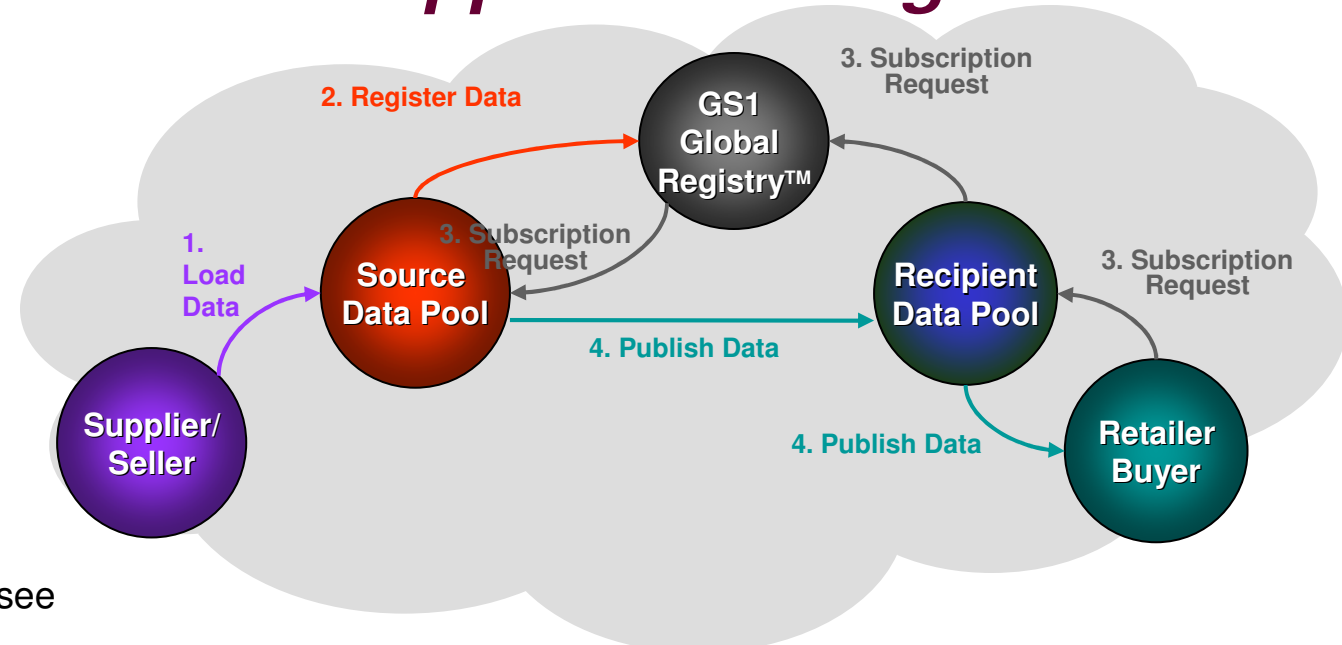 3. Subscription
Request
2. Register Data
GS1
Global
Registry™
3. Subscription
Request
1.
Load
Data
Source
Data Pool
Recipient
Data Pool
3. Subscription
Request
4. Publish Data
Supplier/
Seller
4. Publish Data
Retailer
Buyer
see